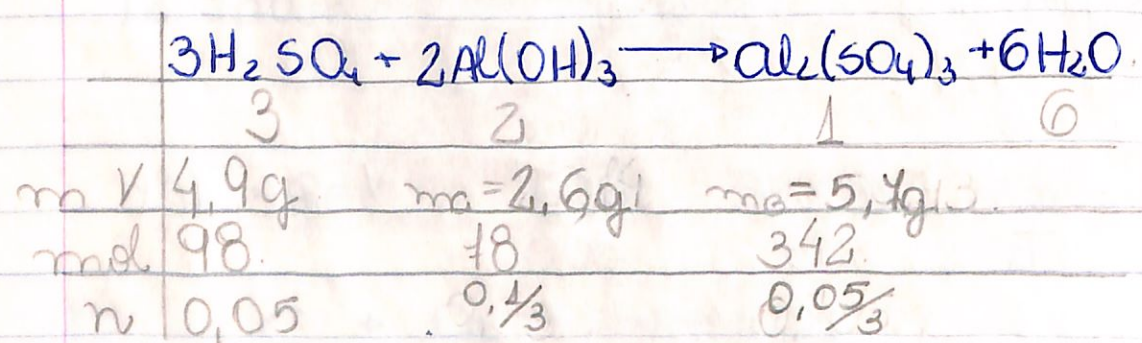 3H₂SO₄ + 2Al(OH)₃ → Al₂(SO₄)₃ + 6H₂O
3 2 1 6
m 4,9g m = 2,6g m = 5,7g
mol 98 78 342
n 0,05 0,1/3 0,05/3